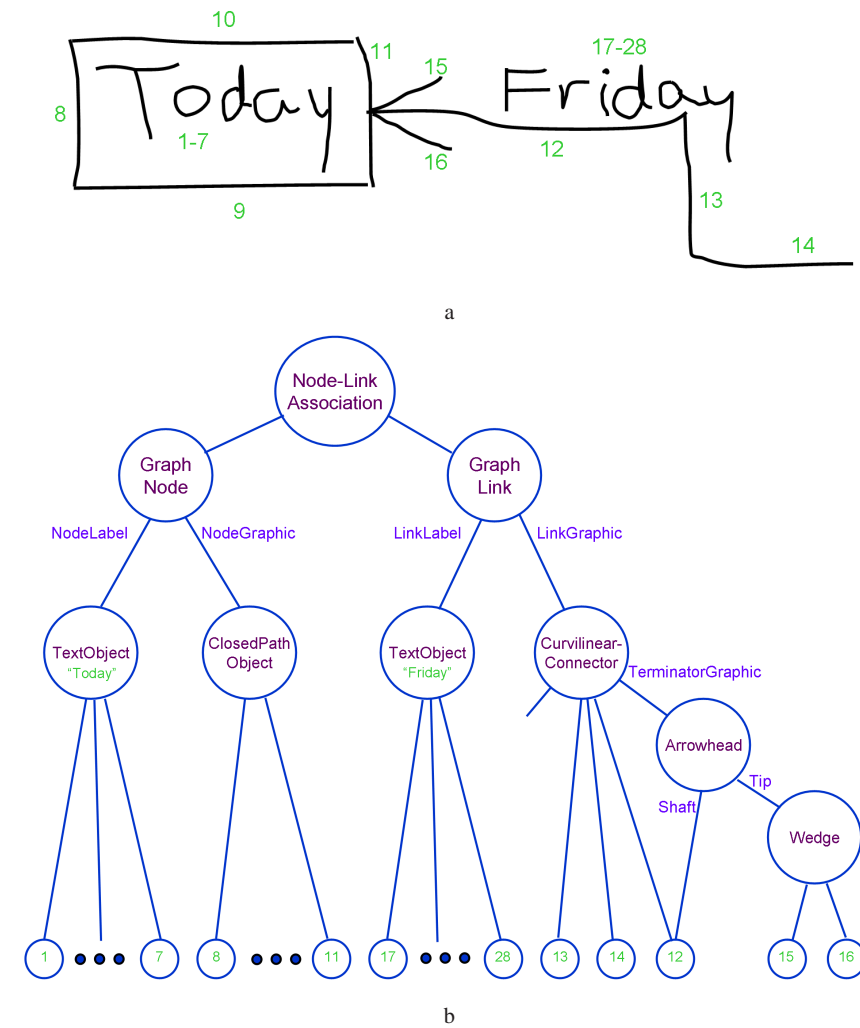 10
11
15
17-28
Today
Friday
8
1-7
16
12
13
9
14
a
Node-Link
Association
Graph
Node
Graph
Link
NodeLabel
NodeGraphic
LinkLabel
LinkGraphic
TextObject
"Today"
ClosedPath
Object
TextObject
"Friday"
Curvilinear-
Connector
TerminatorGraphic
Arrowhead
Tip
Shaft
Wedge
1
7
8
11
17
28
13
14
12
15
16
b